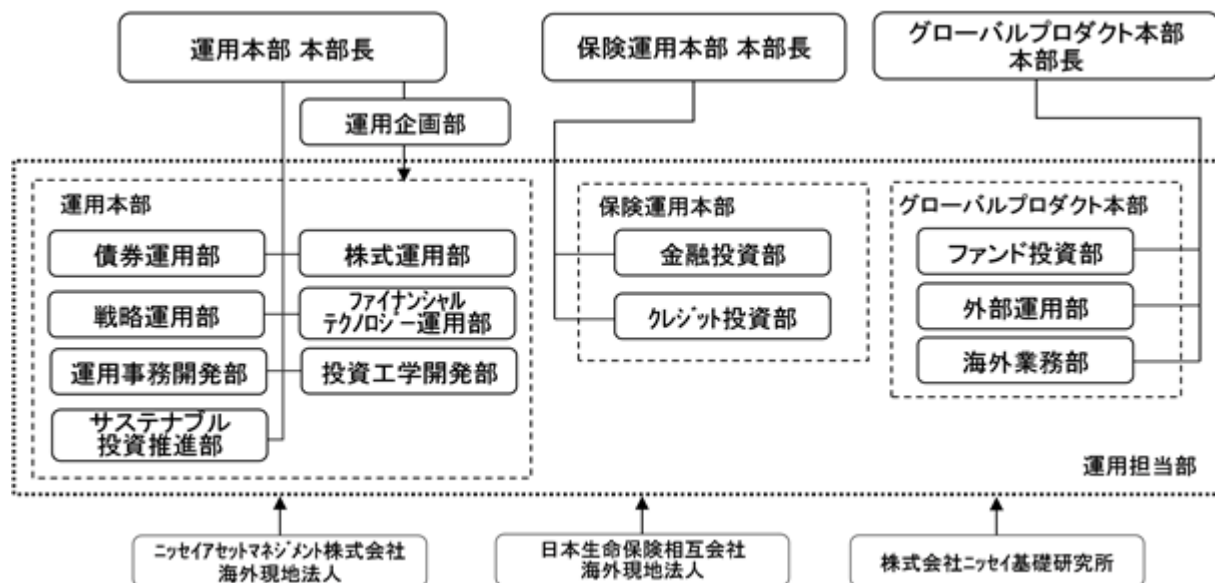 運用本部 本部長
保険運用本部 本部長
グローバルプロダクト本部
本部長
運用企画部
運用本部
債券運用部
株式運用部
戦略運用部
ファイナンシャル
テクノロジー運用部
運用事務開発部
投資工学開発部
サステナブル
投資推進部
保険運用本部
金融投資部
クレジット投資部
グローバルプロダクト本部
ファンド投資部
外部運用部
海外業務部
運用担当部
ニッセイアセットマネジメント株式会社
海外現地法人
日本生命保険相互会社
海外現地法人
株式会社ニッセイ基礎研究所